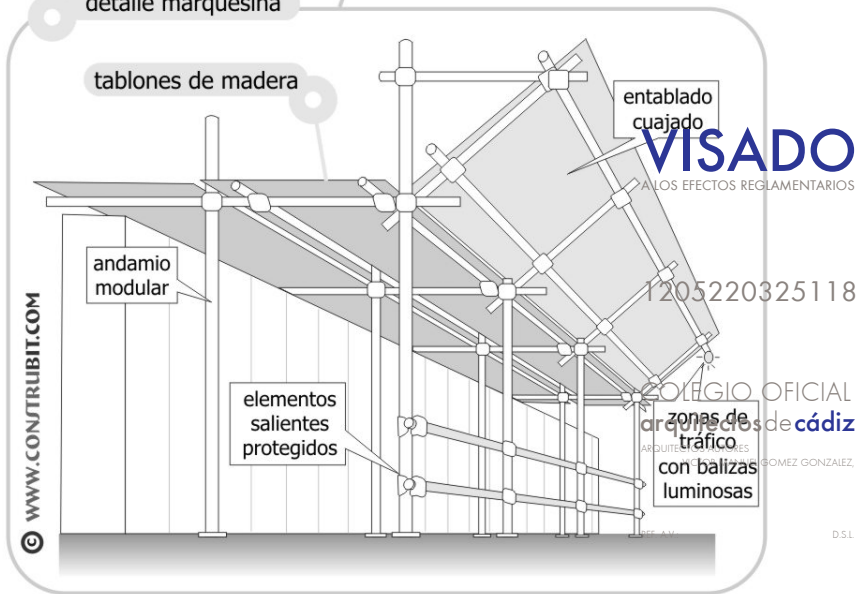 detalle marquesina
tablones de madera
entablado
cuajado
VISADO
A LOS EFECTOS REGLAMENTARIOS
andamio
modular
1205220325118
© WWW.CONSTRUBIT.COM
elementos
salientes
protegidos
COLEGIO OFICIAL
arquitectos de cádiz
zonas de
tráfico
con balizas
luminosas
ARQUITECTOS AUTORES
MANUEL GOMEZ GONZALEZ,
D.S.L